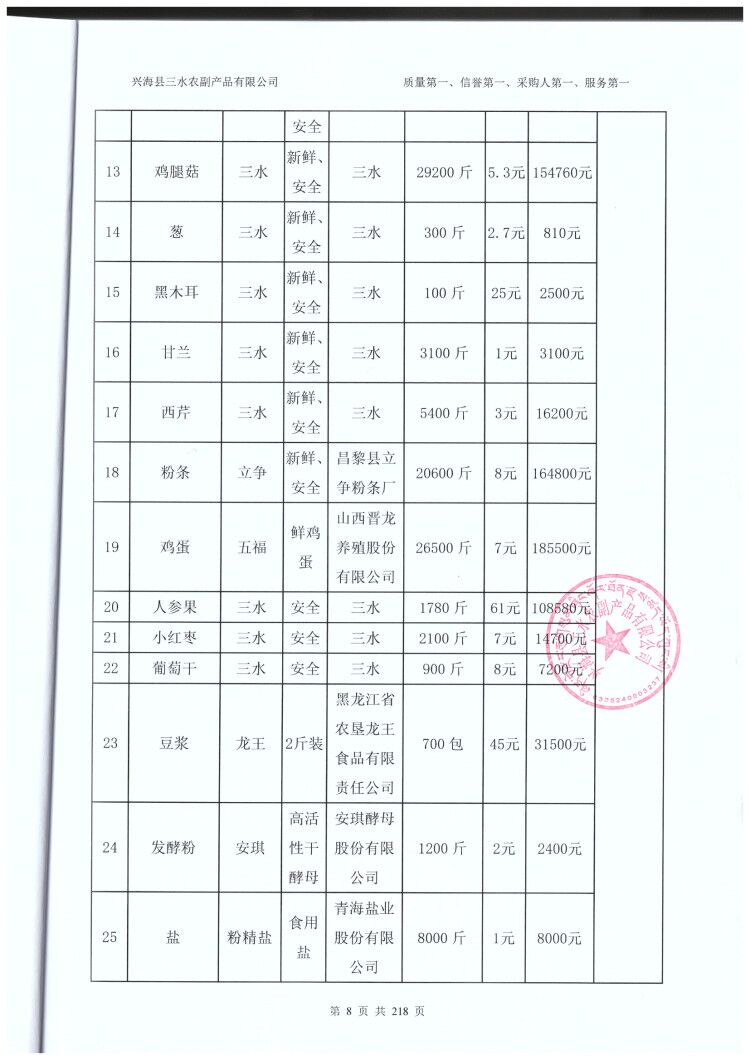 兴海县三水农副产品有限公司 质量第一、信誉第一、采购人第一、服务第一
安全
13 鸡腿菇 三水 新鲜、安全 三水 29200 斤 5.3元 154760元
14 葱 三水 新鲜、安全 三水 300 斤 2.7元 810元
15 黑木耳 三水 新鲜、安全 三水 100 斤 25元 2500元
16 甘兰 三水 新鲜、安全 三水 3100 斤 1元 3100元
17 西芹 三水 新鲜、安全 三水 5400 斤 3元 16200元
18 粉条 立争 新鲜、安全 昌黎县立争粉条厂 20600 斤 8元 164800元
19 鸡蛋 五福 鲜鸡蛋 山西晋龙养殖股份有限公司 26500 斤 7元 185500元
20 人参果 三水 安全 三水 1780 斤 61元 108580元
21 小红枣 三水 安全 三水 2100 斤 7元 14700元
22 葡萄干 三水 安全 三水 900 斤 8元 7200元
23 豆浆 龙王 2斤装 黑龙江省农垦龙王食品有限责任公司 700 包 45元 31500元
24 发酵粉 安琪 高活性干酵母 安琪酵母股份有限公司 1200 斤 2元 2400元
25 盐 粉精盐 食用盐 青海盐业股份有限公司 8000 斤 1元 8000元
兴海县三水农副产品有限公司
6325240003237
第 8 页 共 218 页